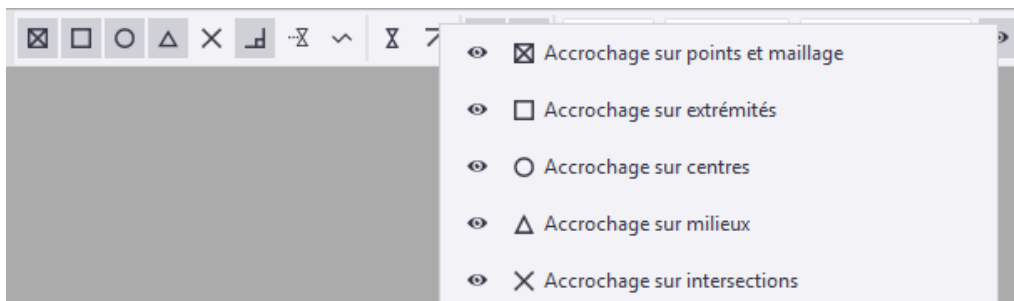 Accrochage sur points et maillage
Accrochage sur extrémités
Accrochage sur centres
Accrochage sur milieux
Accrochage sur intersections